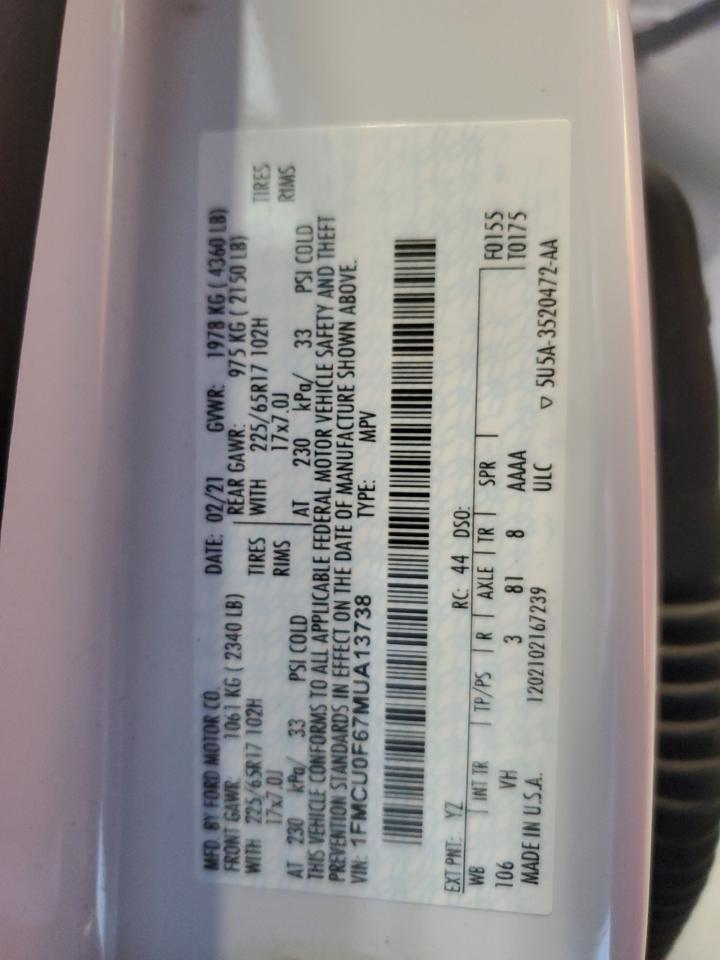 MFD. BY FORD MOTOR CO. DATE: 02/21 GVWR: 1978 KG ( 4360 LB)
FRONT GAWR: 1061 KG ( 2340 LB) REAR GAWR: 975 KG ( 2150 LB)
WITH 225/65R17 102H TIRES WITH 225/65R17 102H TIRES
17x7.0J RIMS 17x7.0J RIMS
AT 230 kPa/ 33 PSI COLD AT 230 kPa/ 33 PSI COLD
THIS VEHICLE CONFORMS TO ALL APPLICABLE FEDERAL MOTOR VEHICLE SAFETY AND THEFT
PREVENTION STANDARDS IN EFFECT ON THE DATE OF MANUFACTURE SHOWN ABOVE.
VIN: 1FMCU0F67MUA13738 TYPE: MPV
EXT PNT: YZ RC: 44 DSO: F0155
WB INT TR TP/PS R AXLE TR SPR T0175
106 VH 3 81 8 AAAA
MADE IN U.S.A. 1202102167239 ULC ▽ 5U5A-3520472-AA